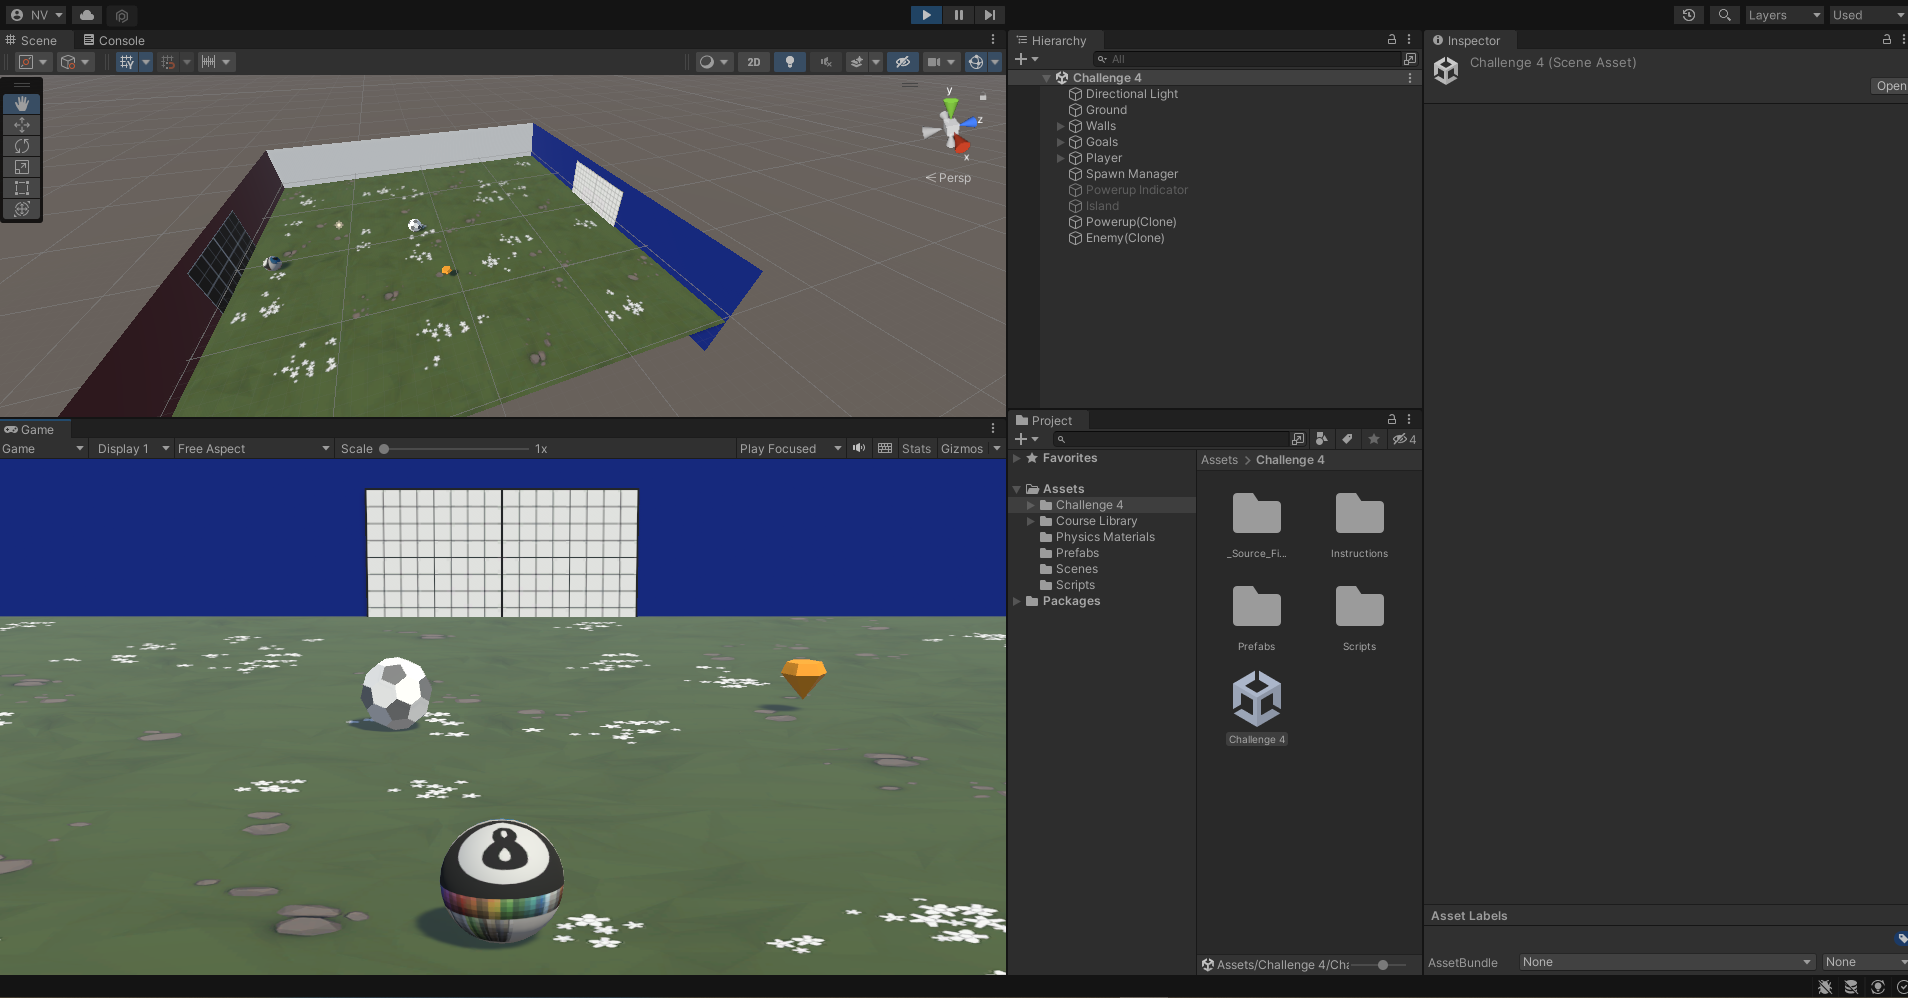 NV
Layers
Used
Scene
Console
2D
y
z
x
Persp
Game
Game
Display 1
Free Aspect
Scale
1x
Play Focused
Stats
Gizmos
8
Hierarchy
All
Challenge 4
Directional Light
Ground
Walls
Goals
Player
Spawn Manager
Powerup Indicator
Island
Powerup(Clone)
Enemy(Clone)
Project
4
Favorites
Assets
Challenge 4
Course Library
Physics Materials
Prefabs
Scenes
Scripts
Packages
Assets > Challenge 4
_Source_Fi...
Instructions
Prefabs
Scripts
Challenge 4
Assets/Challenge 4/Cha
Inspector
Challenge 4 (Scene Asset)
Open
Asset Labels
AssetBundle
None
None